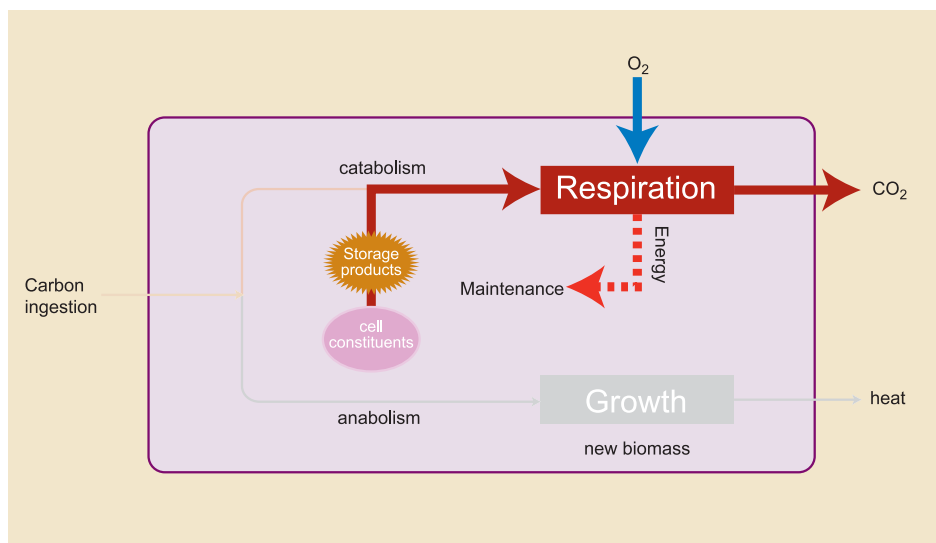 O₂
catabolism
Respiration
CO₂
Energy
Storage
products
Carbon
ingestion
Maintenance
cell
constituents
Growth
heat
anabolism
new biomass